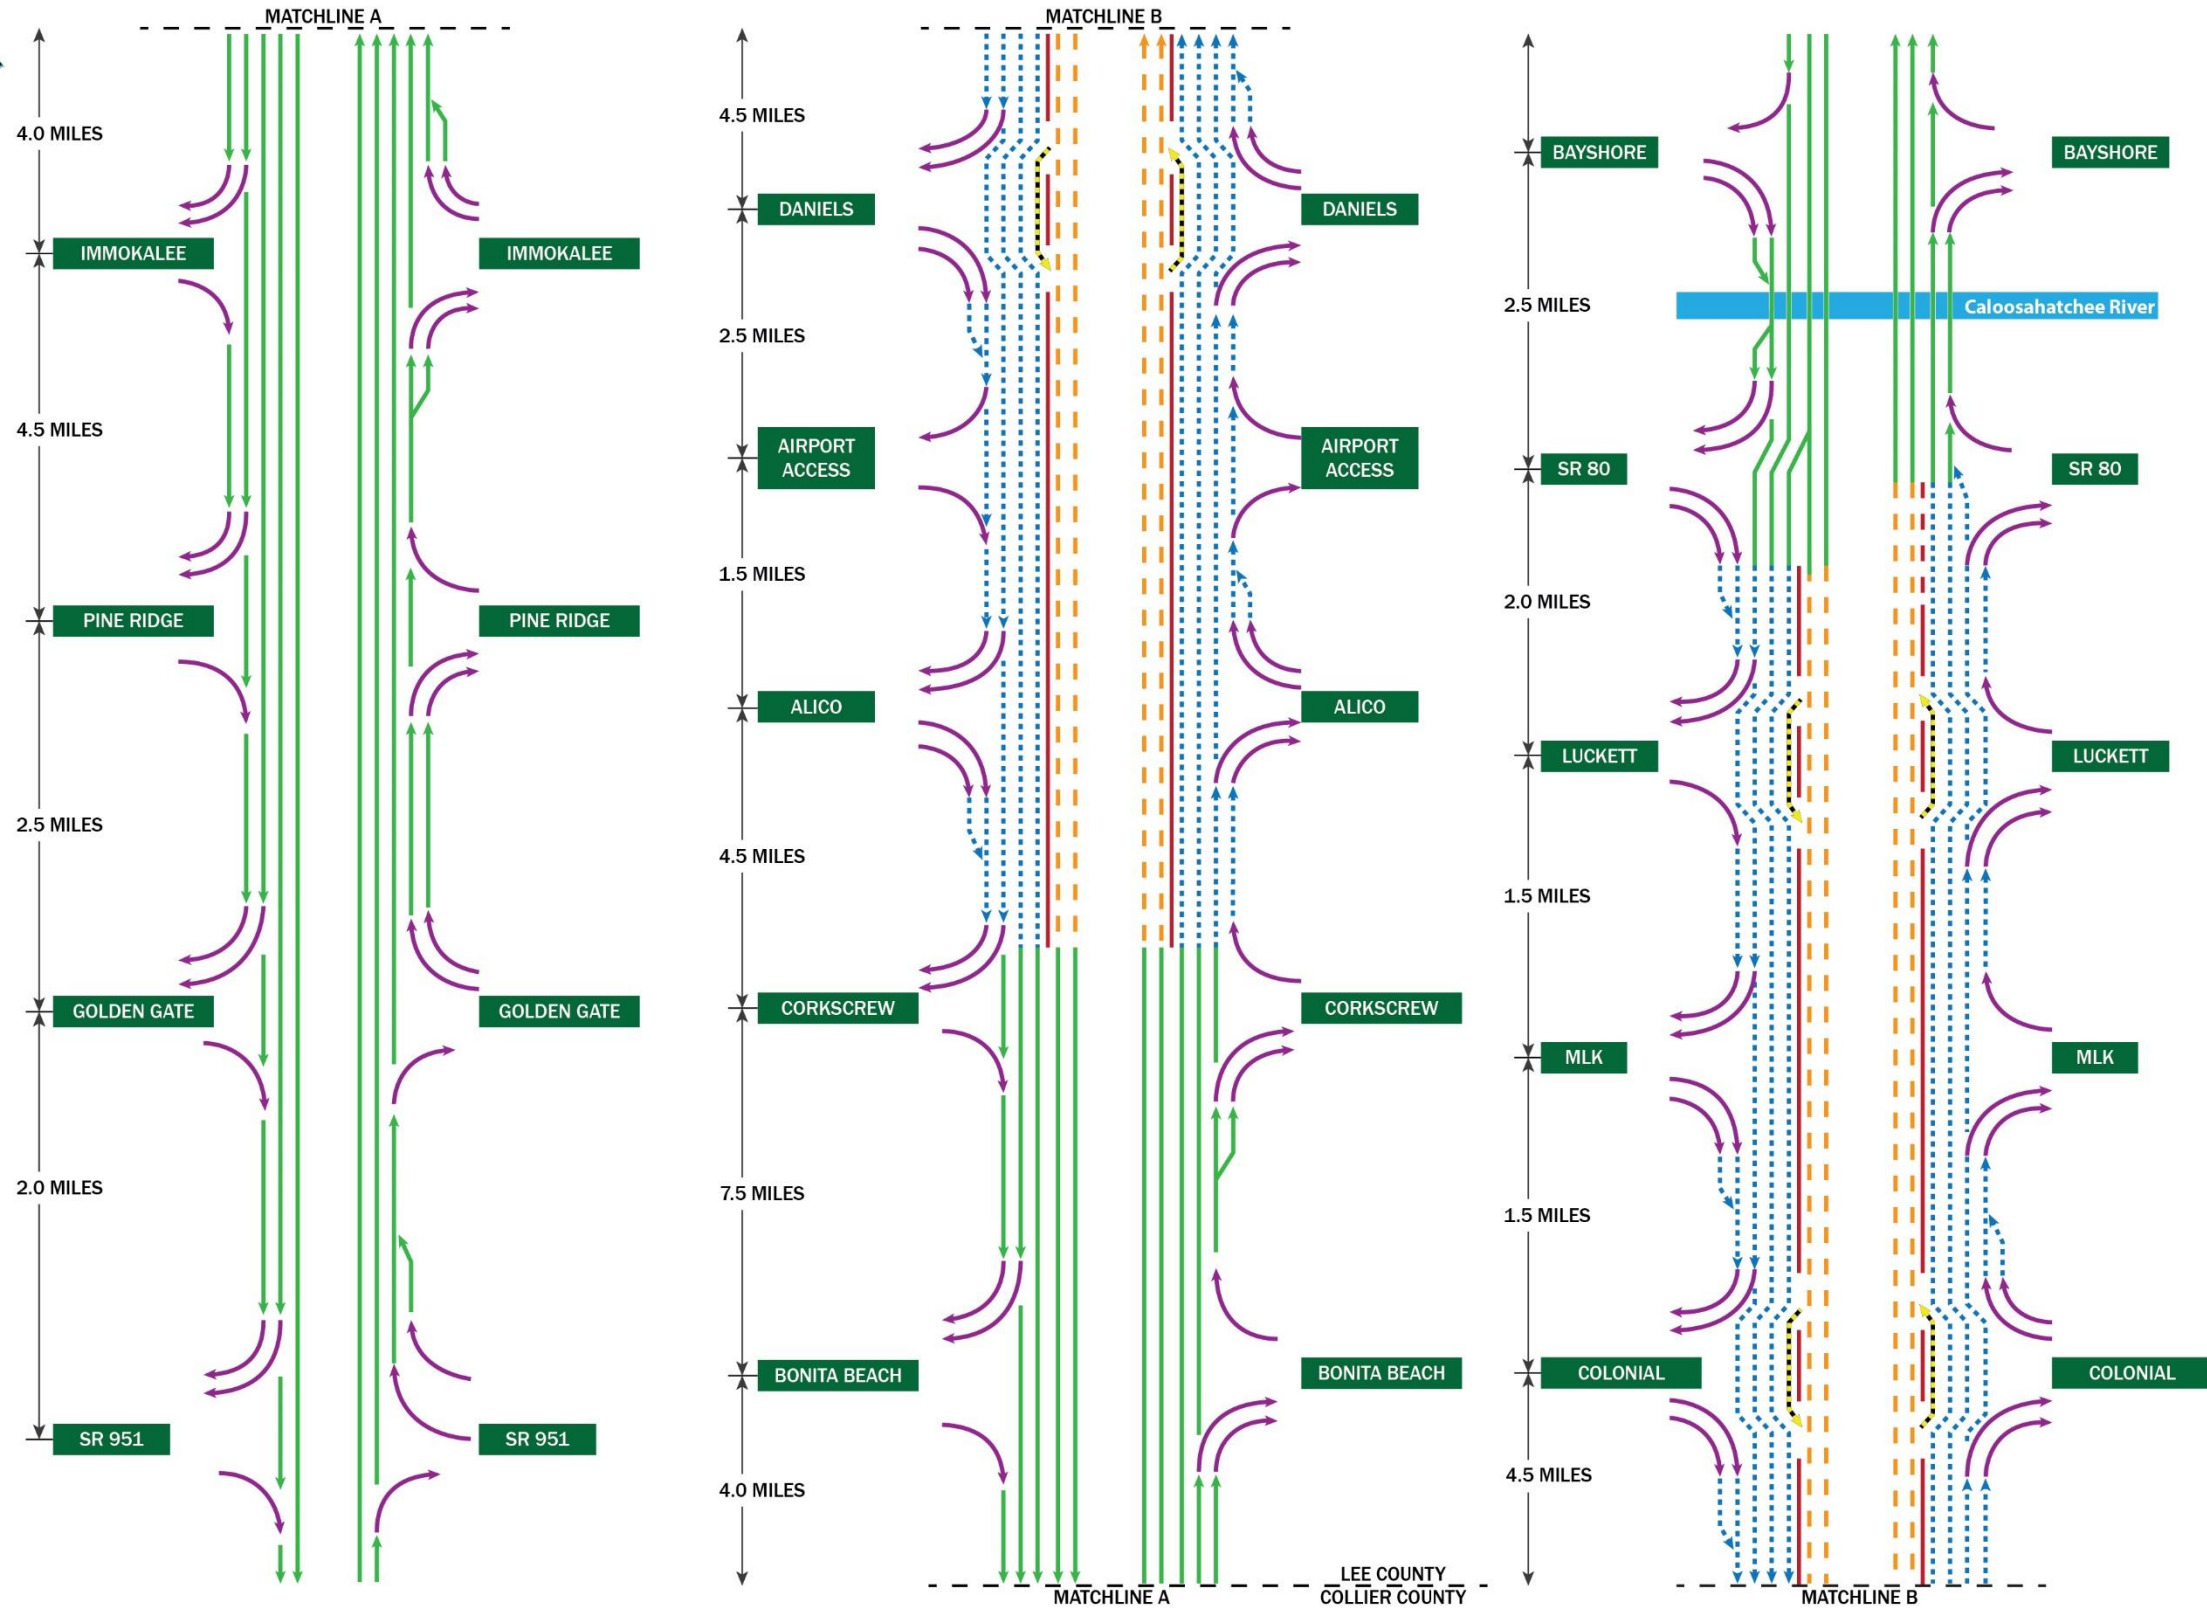 MATCHLINE A
4.0 MILES
IMMOKALEE
IMMOKALEE
4.5 MILES
PINE RIDGE
PINE RIDGE
2.5 MILES
GOLDEN GATE
GOLDEN GATE
2.0 MILES
SR 951
SR 951
MATCHLINE B
4.5 MILES
DANIELS
DANIELS
2.5 MILES
AIRPORT
ACCESS
AIRPORT
ACCESS
1.5 MILES
ALICO
ALICO
4.5 MILES
CORKSCREW
CORKSCREW
7.5 MILES
BONITA BEACH
BONITA BEACH
4.0 MILES
LEE COUNTY
COLLIER COUNTY
MATCHLINE A
BAYSHORE
BAYSHORE
2.5 MILES
Caloosahatchee River
SR 80
SR 80
2.0 MILES
LUCKETT
LUCKETT
1.5 MILES
MLK
MLK
1.5 MILES
COLONIAL
COLONIAL
4.5 MILES
MATCHLINE B